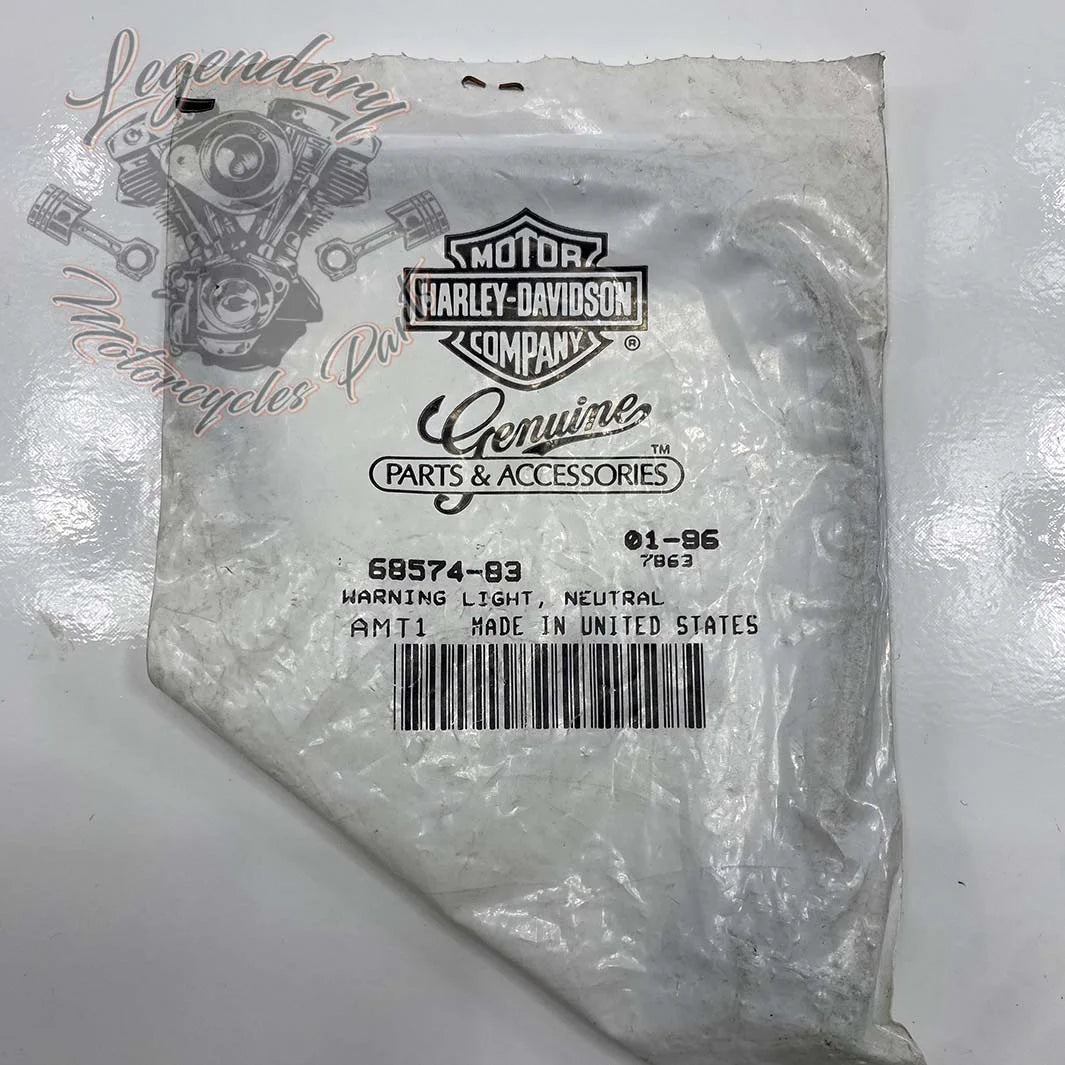 Legendary
Motorcycles Parts
MOTOR
HARLEY-DAVIDSON
COMPANY
®
Genuine
TM
PARTS & ACCESSORIES
01-96
7863
68574-83
WARNING LIGHT, NEUTRAL
AMT1 MADE IN UNITED STATES